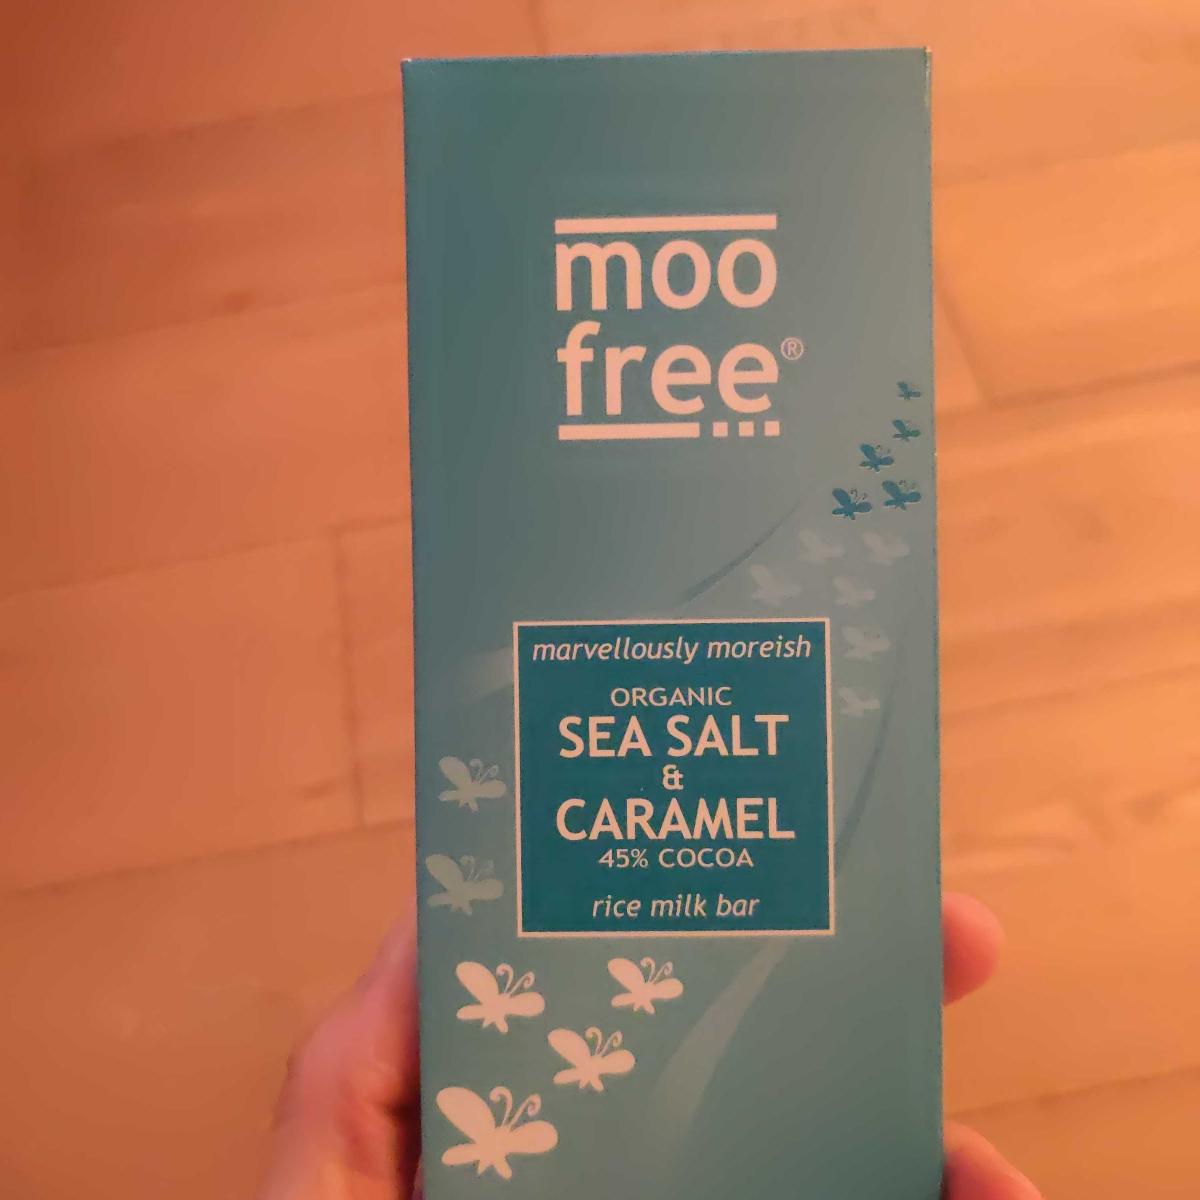 moo
free®
marvellously moreish
ORGANIC
SEA SALT
&
CARAMEL
45% COCOA
rice milk bar